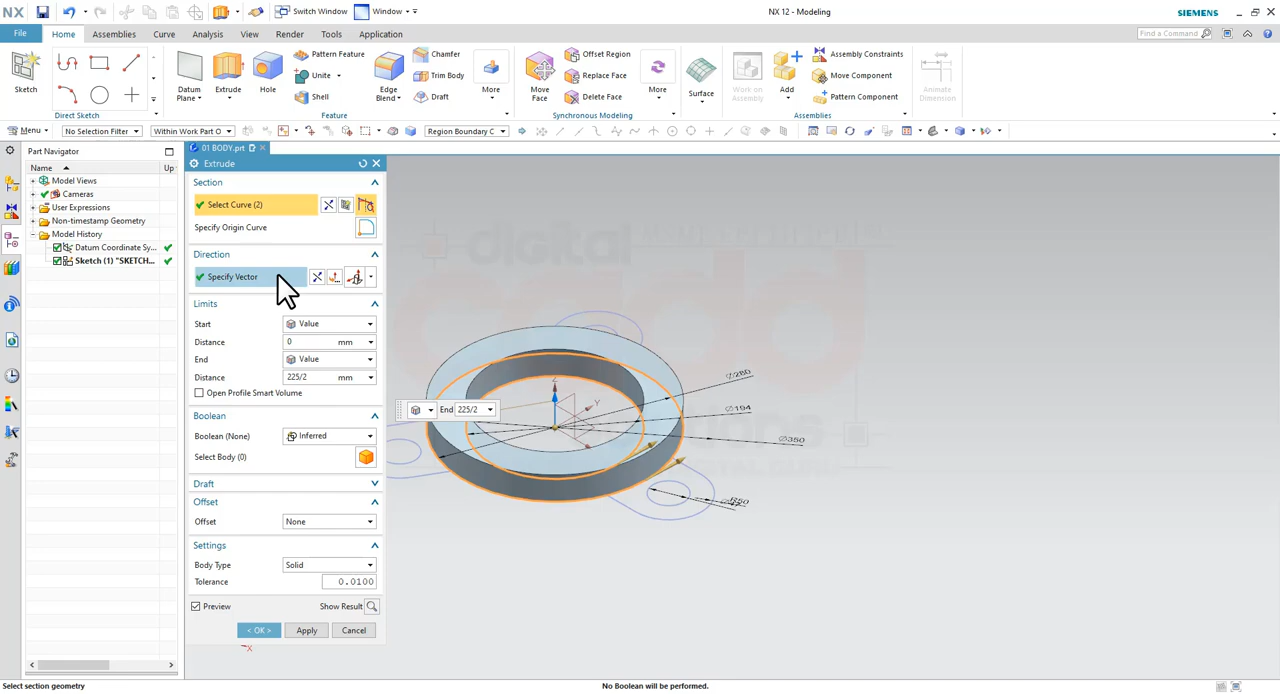 NX
Switch Window
Window
NX 12 - Modeling
SIEMENS
File
Home
Assemblies
Curve
Analysis
View
Render
Tools
Application
Find a Command
Sketch
Direct Sketch
Datum Plane
Extrude
Hole
Pattern Feature
Unite
Shell
Edge Blend
Chamfer
Trim Body
Draft
More
Feature
Move Face
Offset Region
Replace Face
Delete Face
More
Synchronous Modeling
Surface
Work on Assembly
Add
Assembly Constraints
Move Component
Pattern Component
Assemblies
Animate Dimension
Menu
No Selection Filter
Within Work Part O
Region Boundary C
Part Navigator
Name
Up
Model Views
Cameras
User Expressions
Non-timestamp Geometry
Model History
Datum Coordinate Sy...
Sketch (1) "SKETCH...
01 BODY.prt
Extrude
Section
Select Curve (2)
Specify Origin Curve
Direction
Specify Vector
Limits
Start
Value
Distance
0
mm
End
Value
Distance
225/2
mm
Open Profile Smart Volume
Boolean
Boolean (None)
Inferred
Select Body (0)
Draft
Offset
Offset
None
Settings
Body Type
Solid
Tolerance
0.0100
Preview
Show Result
< OK >
Apply
Cancel
digital
cadd
End 225/2
Z
Y
Ø260
Ø194
Ø350
X
Select section geometry
No Boolean will be performed.